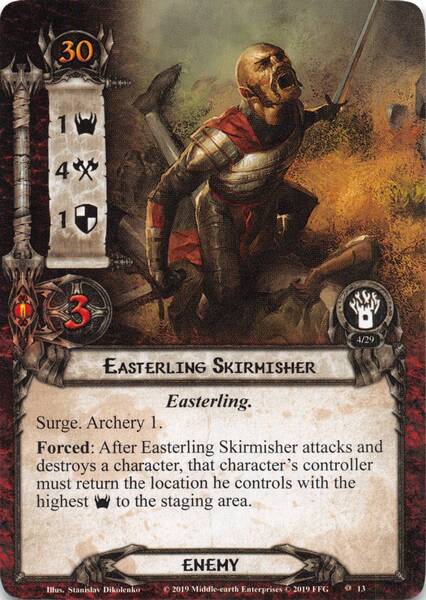 30
1
4
1
3
4/29
Easterling Skirmisher
Easterling.
Surge. Archery 1.
Forced: After Easterling Skirmisher attacks and
destroys a character, that character's controller
must return the location he controls with the
highest to the staging area.
ENEMY
Illus. Stanislav Dikolenko © 2019 Middle-earth Enterprises © 2019 FFG 13